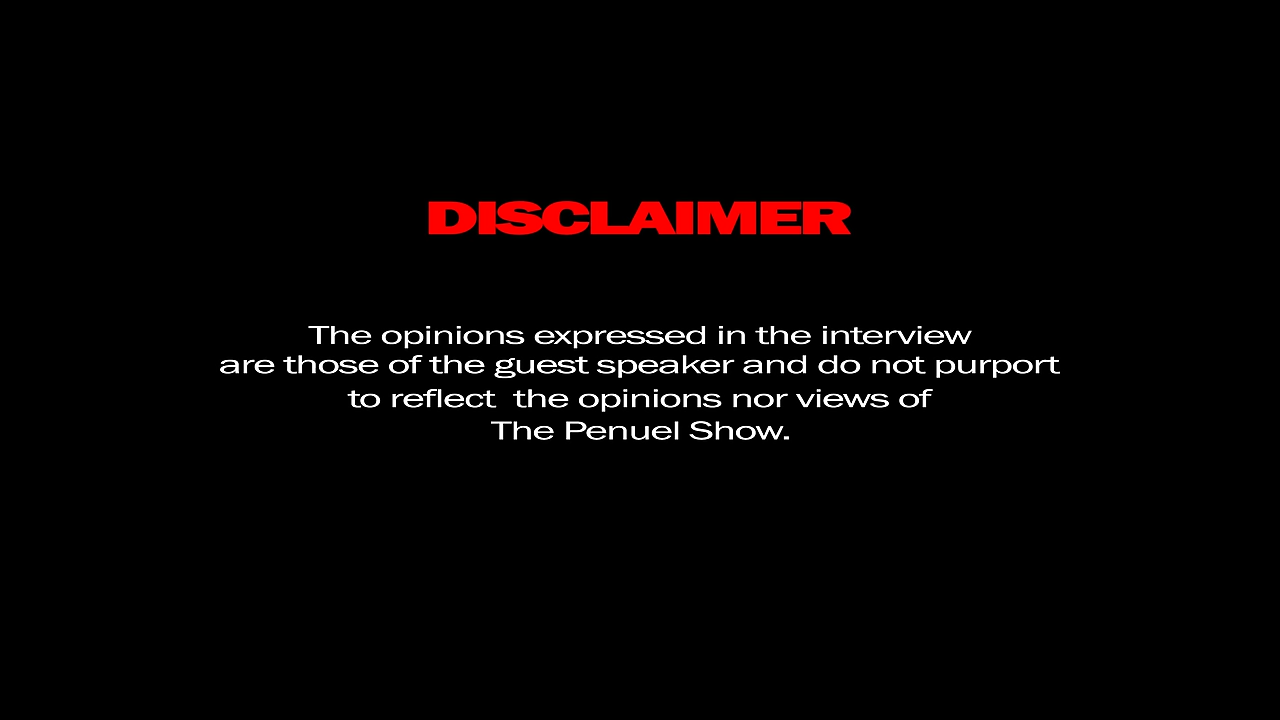 DISCLAIMER
The opinions expressed in the interview
are those of the guest speaker and do not purport
to reflect the opinions nor views of
The Penuel Show.